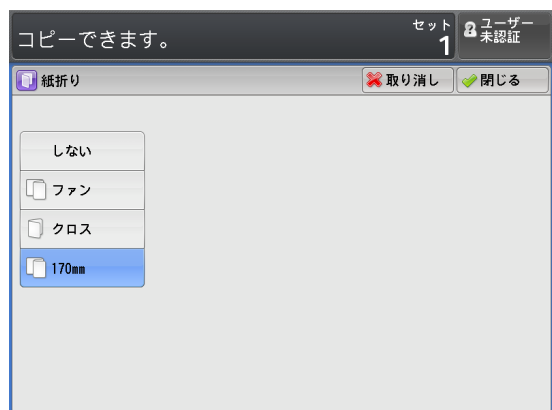 コピーできます。
セット
1
ユーザー
未認証
紙折り
取り消し
閉じる
しない
ファン
クロス
170mm